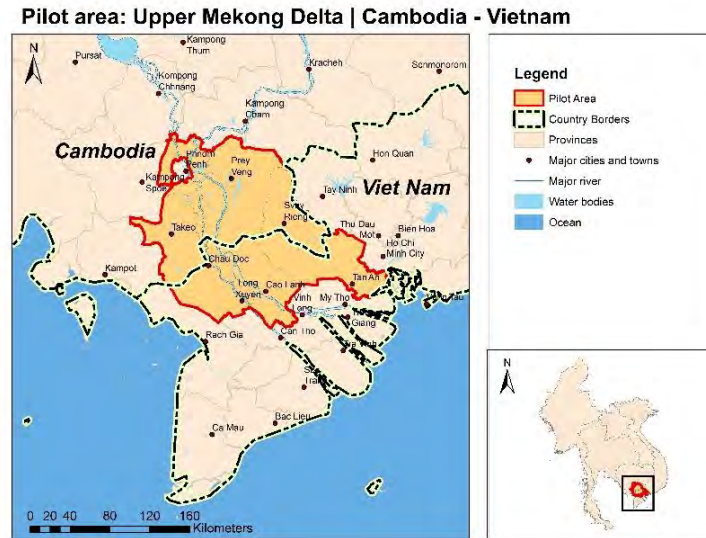 Pilot area: Upper Mekong Delta | Cambodia - Vietnam
N
Pursat
Kampong
Thum
Kracheh
Senmonorom
Kompong
Chhnang
Kampong
Cham
Cambodia
Phnom
Penh
Prey
Veng
Hon Quan
Kampong
Speu
Viet Nam
Tay Ninh
Svay
Rieng
Takeo
Thu Dau
Mot
Bien Hoa
Ho Chi
Minh City
Chau Doc
Kampot
Long
Xuyen
Cao Lanh
Tan An
Vinh
Long
My Tho
Giang
Rach Gia
Can Tho
Bac Lieu
Ca Mau
0 20 40 80 120 160
Kilometers
Legend
Pilot Area
Country Borders
Provinces
Major cities and towns
Major river
Water bodies
Ocean
N